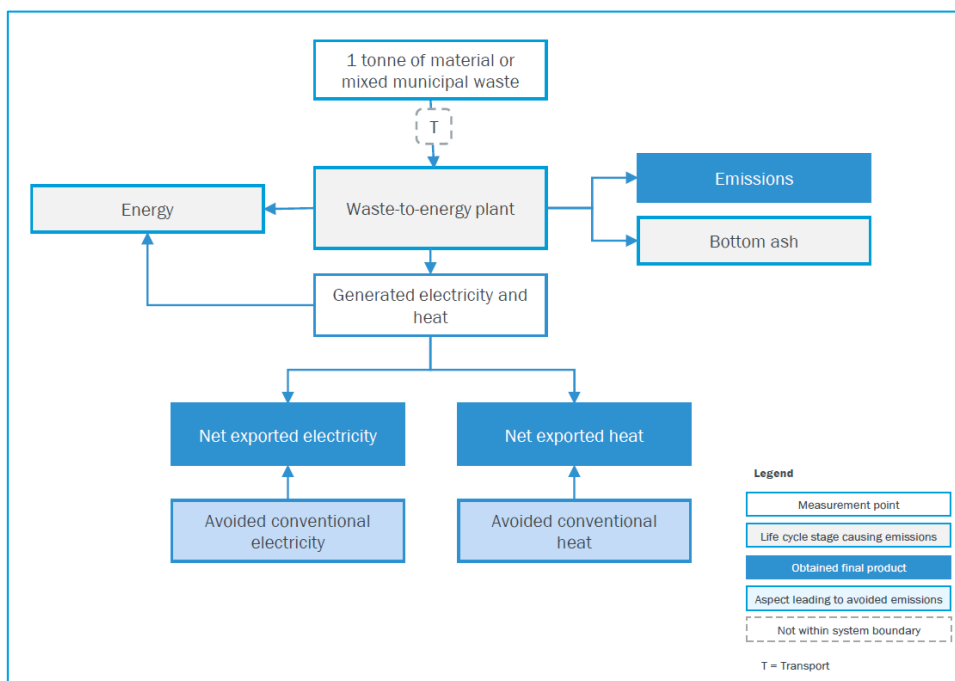 1 tonne of material or
mixed municipal waste
T
Energy
Waste-to-energy plant
Emissions
Bottom ash
Generated electricity and
heat
Net exported electricity
Net exported heat
Avoided conventional
electricity
Avoided conventional
heat
Legend
Measurement point
Life cycle stage causing emissions
Obtained final product
Aspect leading to avoided emissions
Not within system boundary
T = Transport